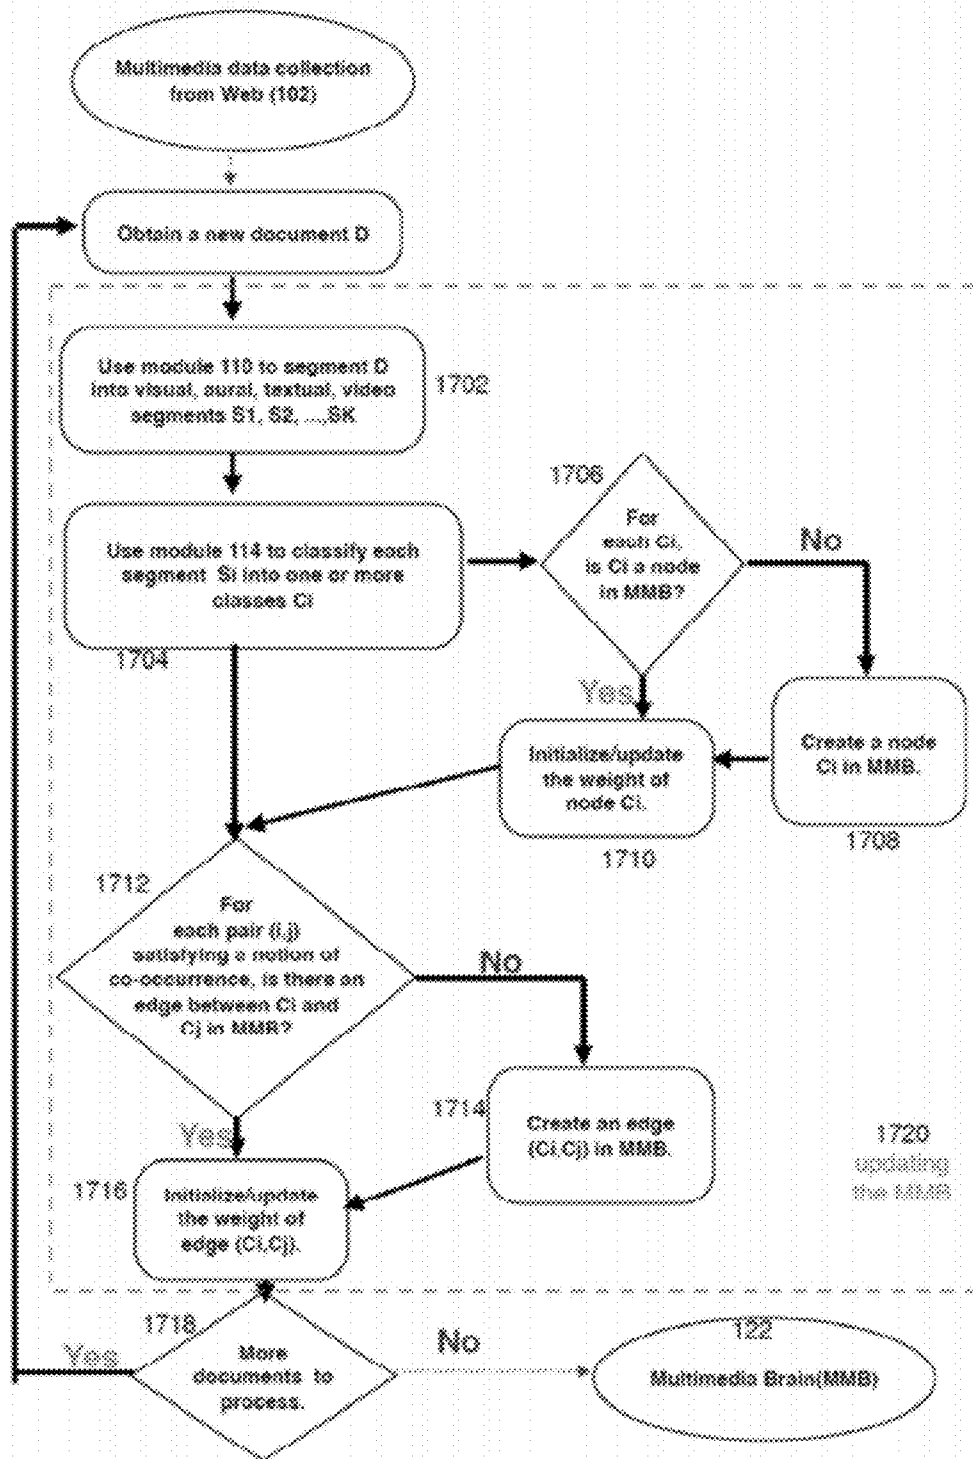 Multimedia data collection
from Web (102)
Obtain a new document D
Use module 110 to segment D
into visual, aural, textual, video
segments S1, S2, ...,SK
1702
1706
For
each Ci,
is Ci a node
in MMB?
No
Use module 114 to classify each
segment Si into one or more
classes Ci
1704
Yes
Initialize/update
the weight of
node Ci.
1710
Create a node
Ci in MMB.
1708
1712
For
each pair (i,j)
satisfying a notion of
co-occurrence, is there an
edge between Ci and
Cj in MMB?
No
1714
Create an edge
(Ci,Cj) in MMB.
Yes
1716
Initialize/update
the weight of
edge (Ci,Cj).
1720
updating
the MMB
1718
Yes
More
documents to
process.
No
122
Multimedia Brain(MMB)